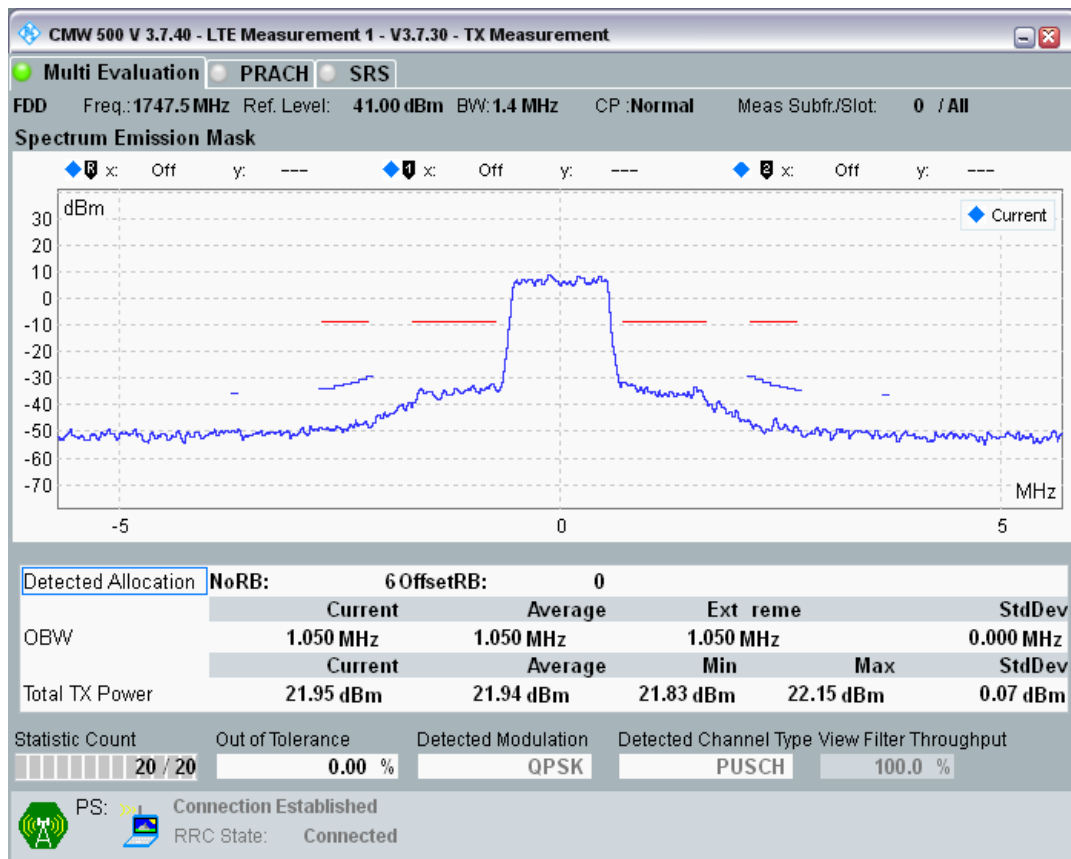 CMW 500 V 3.7.40 - LTE Measurement 1 - V3.7.30 - TX Measurement
Multi Evaluation PRACH SRS
FDD Freq.:1747.5 MHz Ref. Level: 41.00 dBm BW:1.4 MHz CP :Normal Meas Subfr./Slot: 0 / All
Spectrum Emission Mask
R x: Off y: --- 1 x: Off y: --- 2 x: Off y: ---
dBm
Current
30
20
10
0
-10
-20
-30
-40
-50
-60
-70
MHz
-5 0 5
Detected Allocation NoRB: 6 OffsetRB: 0
Current Average Ext reme StdDev
OBW 1.050 MHz 1.050 MHz 1.050 MHz 0.000 MHz
Current Average Min Max StdDev
Total TX Power 21.95 dBm 21.94 dBm 21.83 dBm 22.15 dBm 0.07 dBm
Statistic Count Out of Tolerance Detected Modulation Detected Channel Type View Filter Throughput
20 / 20 0.00 % QPSK PUSCH 100.0 %
PS: Connection Established
RRC State: Connected